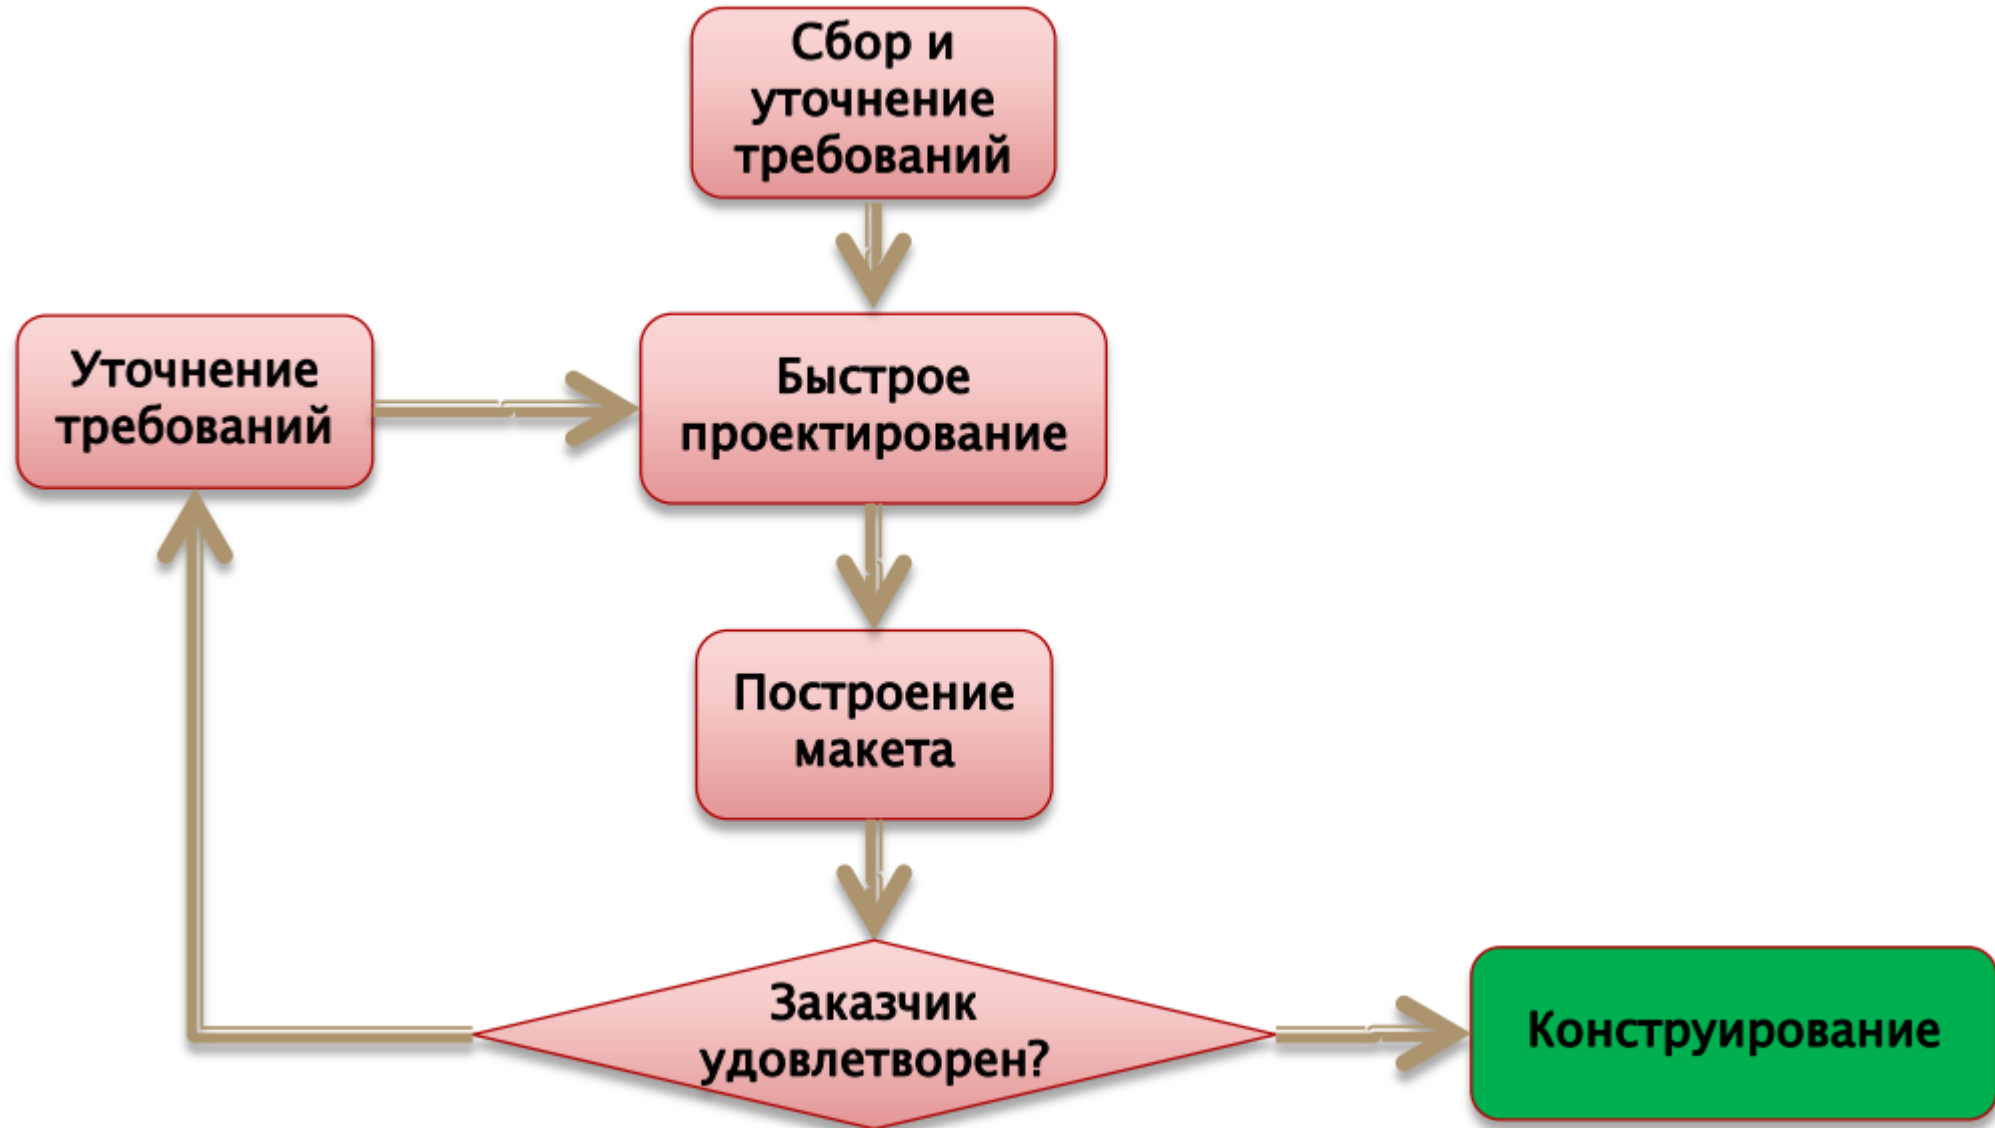 Сбор и
уточнение
требований
Уточнение
требований
Быстрое
проектирование
Построение
макета
Заказчик
удовлетворен?
Конструирование